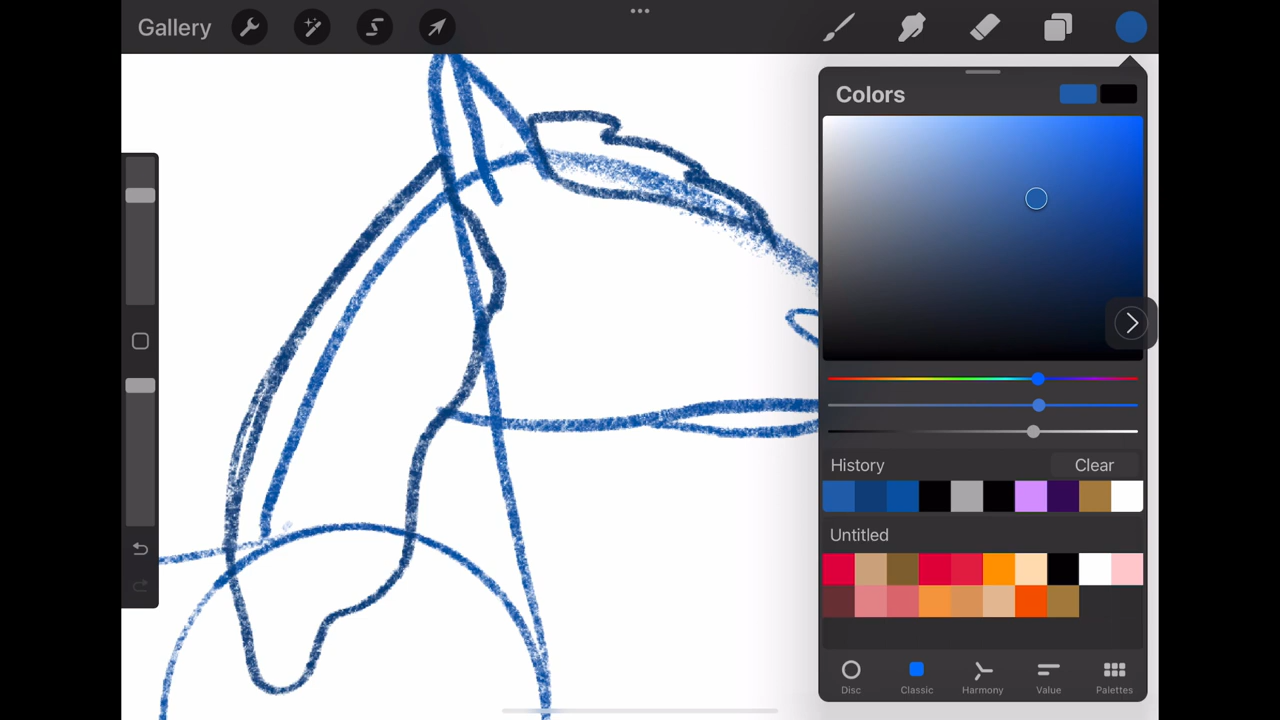 Gallery
Colors
History
Clear
Untitled
Disc
Classic
Harmony
Value
Palettes